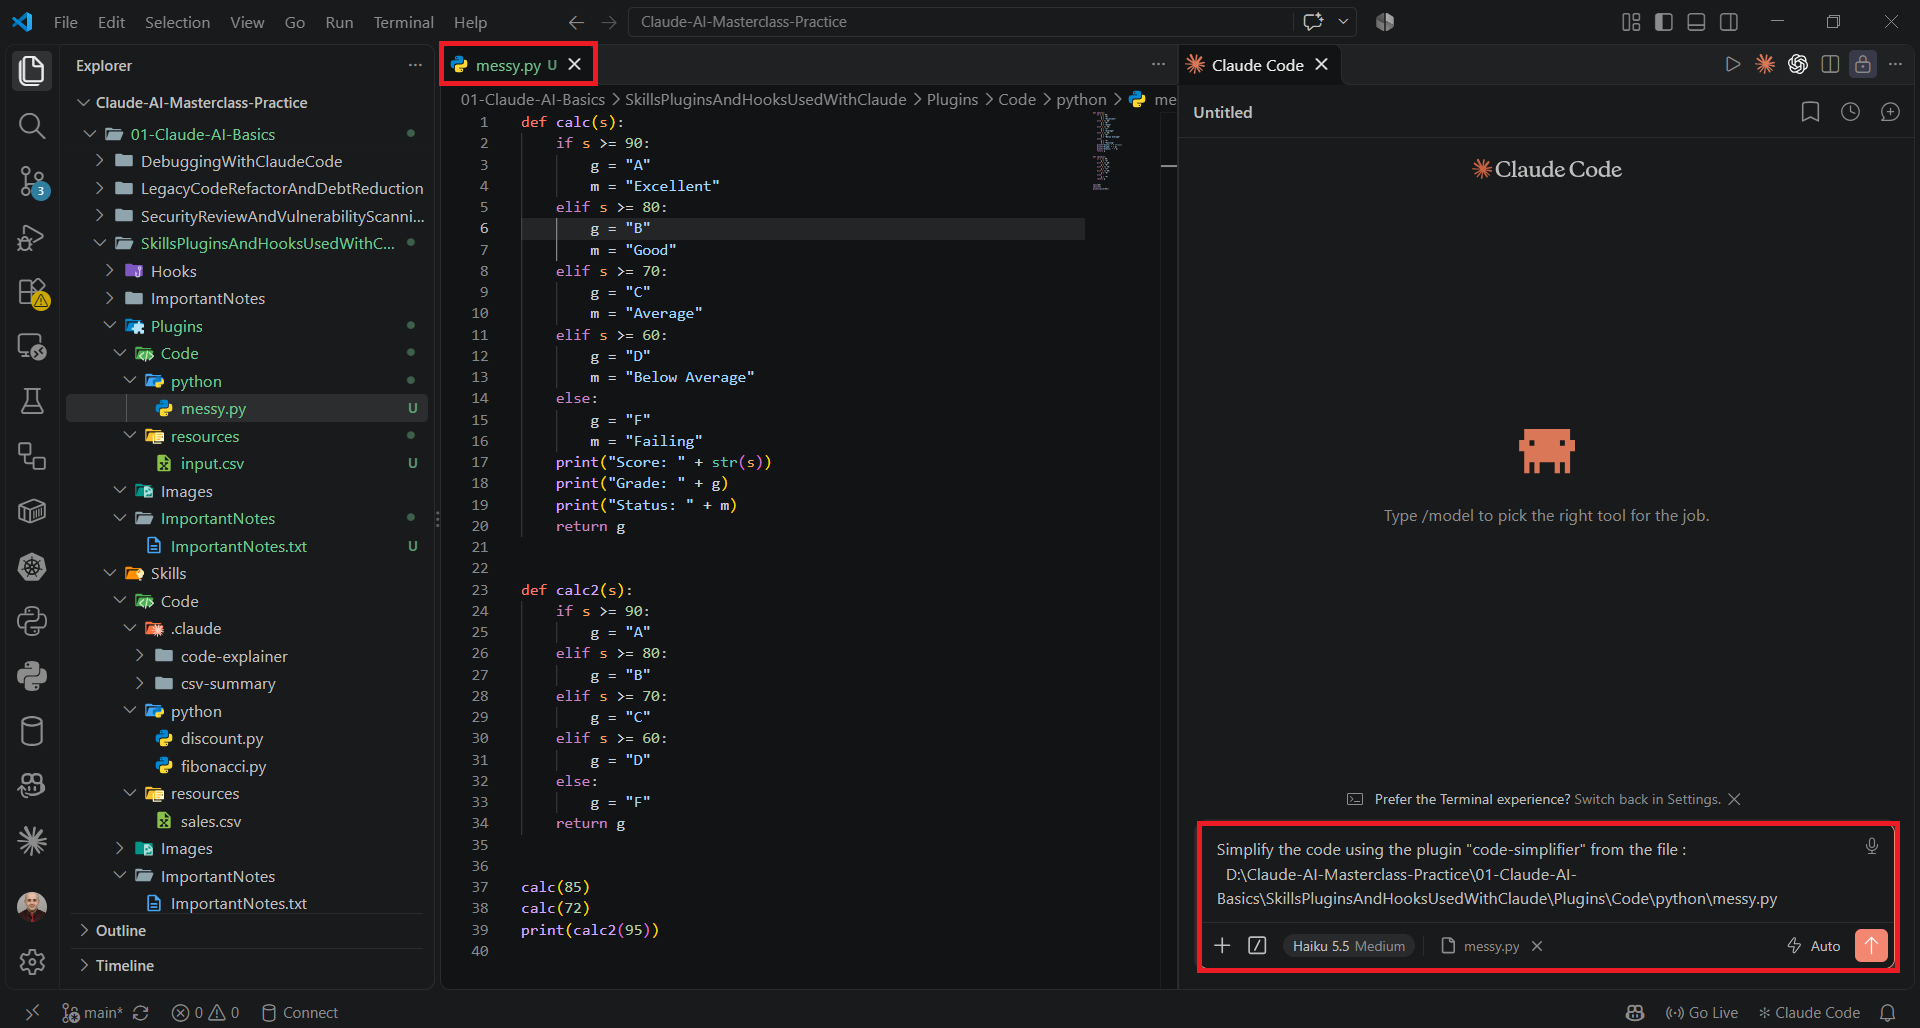 File Edit Selection View Go Run Terminal Help
Claude-AI-Masterclass-Practice
Explorer
Claude-AI-Masterclass-Practice
01-Claude-AI-Basics
DebuggingWithClaudeCode
LegacyCodeRefactorAndDebtReduction
SecurityReviewAndVulnerabilityScanni...
SkillsPluginsAndHooksUsedWithC...
Hooks
ImportantNotes
Plugins
Code
python
messy.py U
resources
input.csv U
Images
ImportantNotes
ImportantNotes.txt U
Skills
Code
.claude
code-explainer
csv-summary
python
discount.py
fibonacci.py
resources
sales.csv
Images
ImportantNotes
ImportantNotes.txt
Outline
Timeline
3
messy.py U
01-Claude-AI-Basics > SkillsPluginsAndHooksUsedWithClaude > Plugins > Code > python > me
1 def calc(s):
2 if s >= 90:
3 g = "A"
4 m = "Excellent"
5 elif s >= 80:
6 g = "B"
7 m = "Good"
8 elif s >= 70:
9 g = "C"
10 m = "Average"
11 elif s >= 60:
12 g = "D"
13 m = "Below Average"
14 else:
15 g = "F"
16 m = "Failing"
17 print("Score: " + str(s))
18 print("Grade: " + g)
19 print("Status: " + m)
20 return g
21
22
23 def calc2(s):
24 if s >= 90:
25 g = "A"
26 elif s >= 80:
27 g = "B"
28 elif s >= 70:
29 g = "C"
30 elif s >= 60:
31 g = "D"
32 else:
33 g = "F"
34 return g
35
36
37 calc(85)
38 calc(72)
39 print(calc2(95))
40
Claude Code
Untitled
Claude Code
Type /model to pick the right tool for the job.
Prefer the Terminal experience? Switch back in Settings.
Simplify the code using the plugin "code-simplifier" from the file :
D:\Claude-AI-Masterclass-Practice\01-Claude-AI-
Basics\SkillsPluginsAndHooksUsedWithClaude\Plugins\Code\python\messy.py
Haiku 5.5 Medium messy.py Auto
main* 0 0 Connect Go Live Claude Code